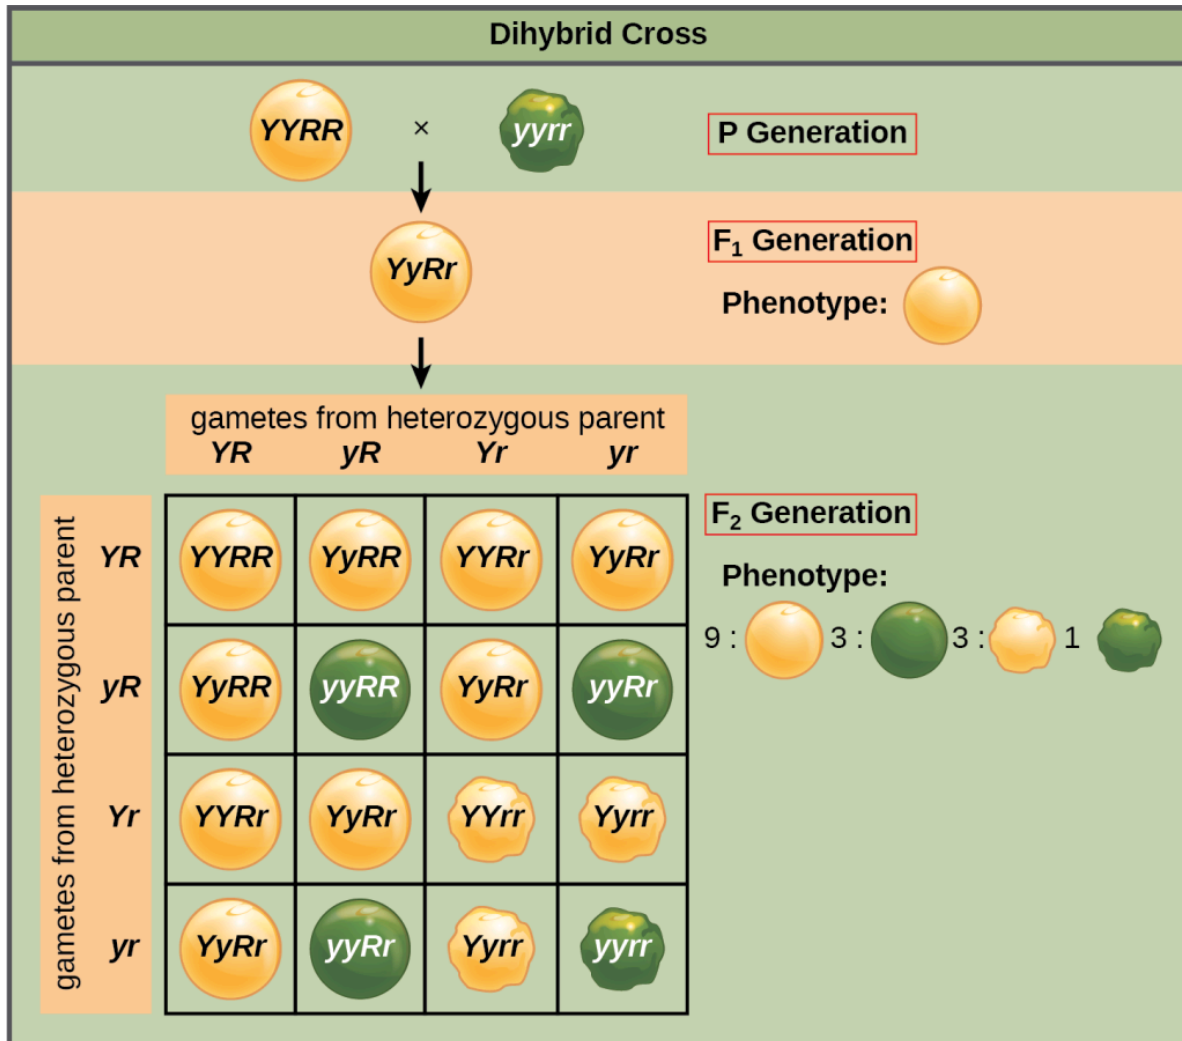 Dihybrid Cross
YYRR × yyrr P Generation
YyRr F₁ Generation
Phenotype:
gametes from heterozygous parent
YR yR Yr yr
gametes from heterozygous parent
F₂ Generation
YR YYRR YyRR YYRr YyRr
Phenotype:
9 : 3 : 3 : 1
yR YyRR yyRR YyRr yyRr
Yr YYRr YyRr YYrr Yyrr
yr YyRr yyRr Yyrr yyrr